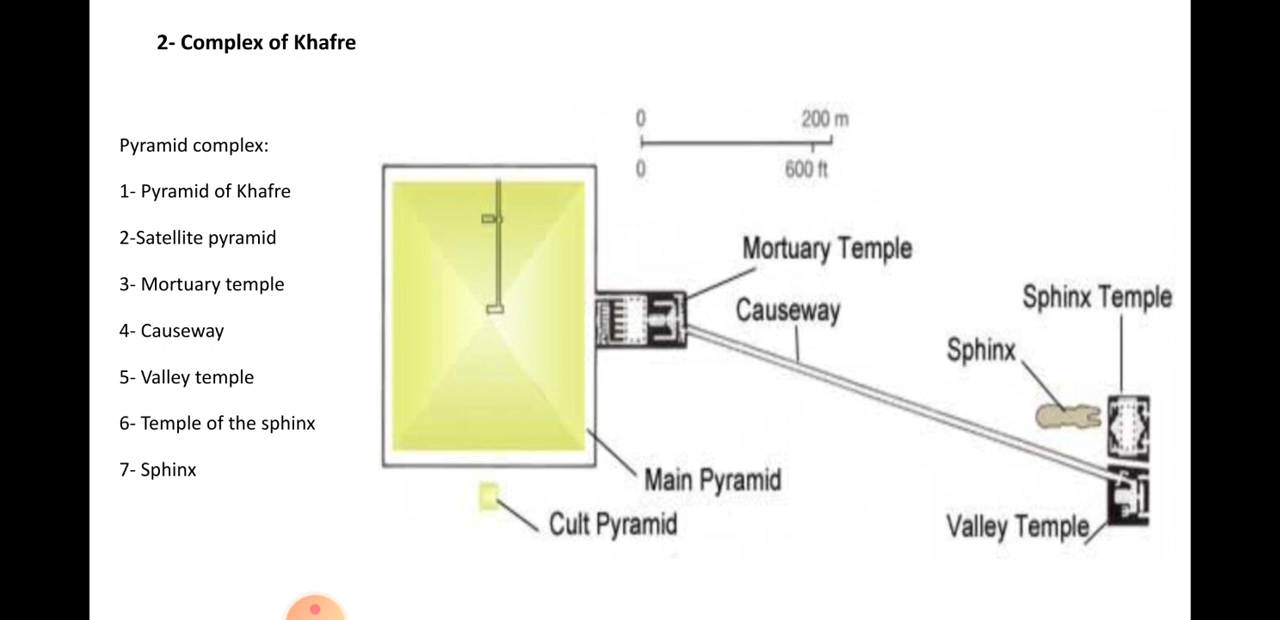 2- Complex of Khafre
Pyramid complex:
1- Pyramid of Khafre
2-Satellite pyramid
3- Mortuary temple
4- Causeway
5- Valley temple
6- Temple of the sphinx
7- Sphinx
0 200 m
0 600 ft
Mortuary Temple
Causeway
Sphinx Temple
Sphinx
Main Pyramid
Cult Pyramid
Valley Temple